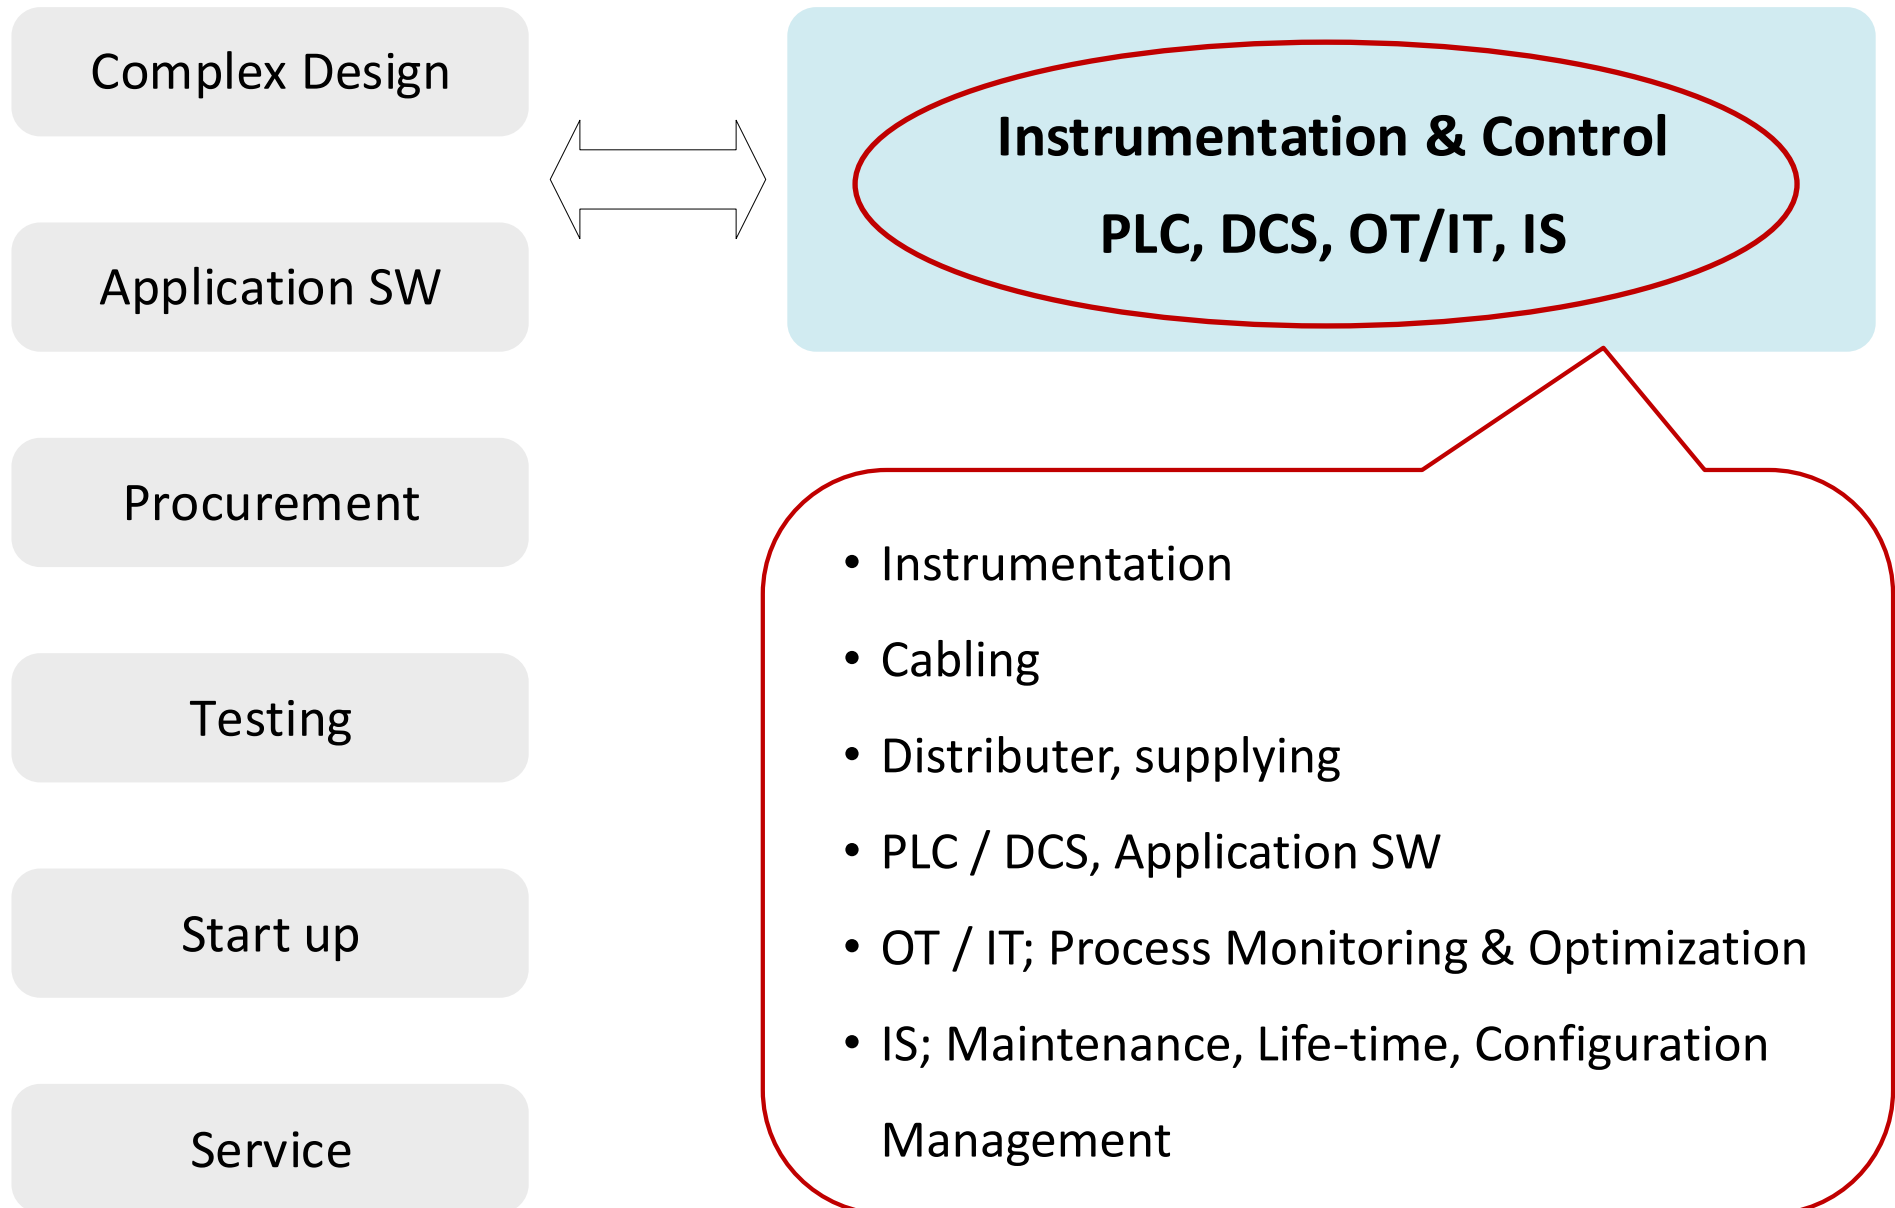 Complex Design
Application SW
Procurement
Testing
Start up
Service
Instrumentation & Control
PLC, DCS, OT/IT, IS
• Instrumentation
• Cabling
• Distributer, supplying
• PLC / DCS, Application SW
• OT / IT; Process Monitoring & Optimization
• IS; Maintenance, Life-time, Configuration
Management